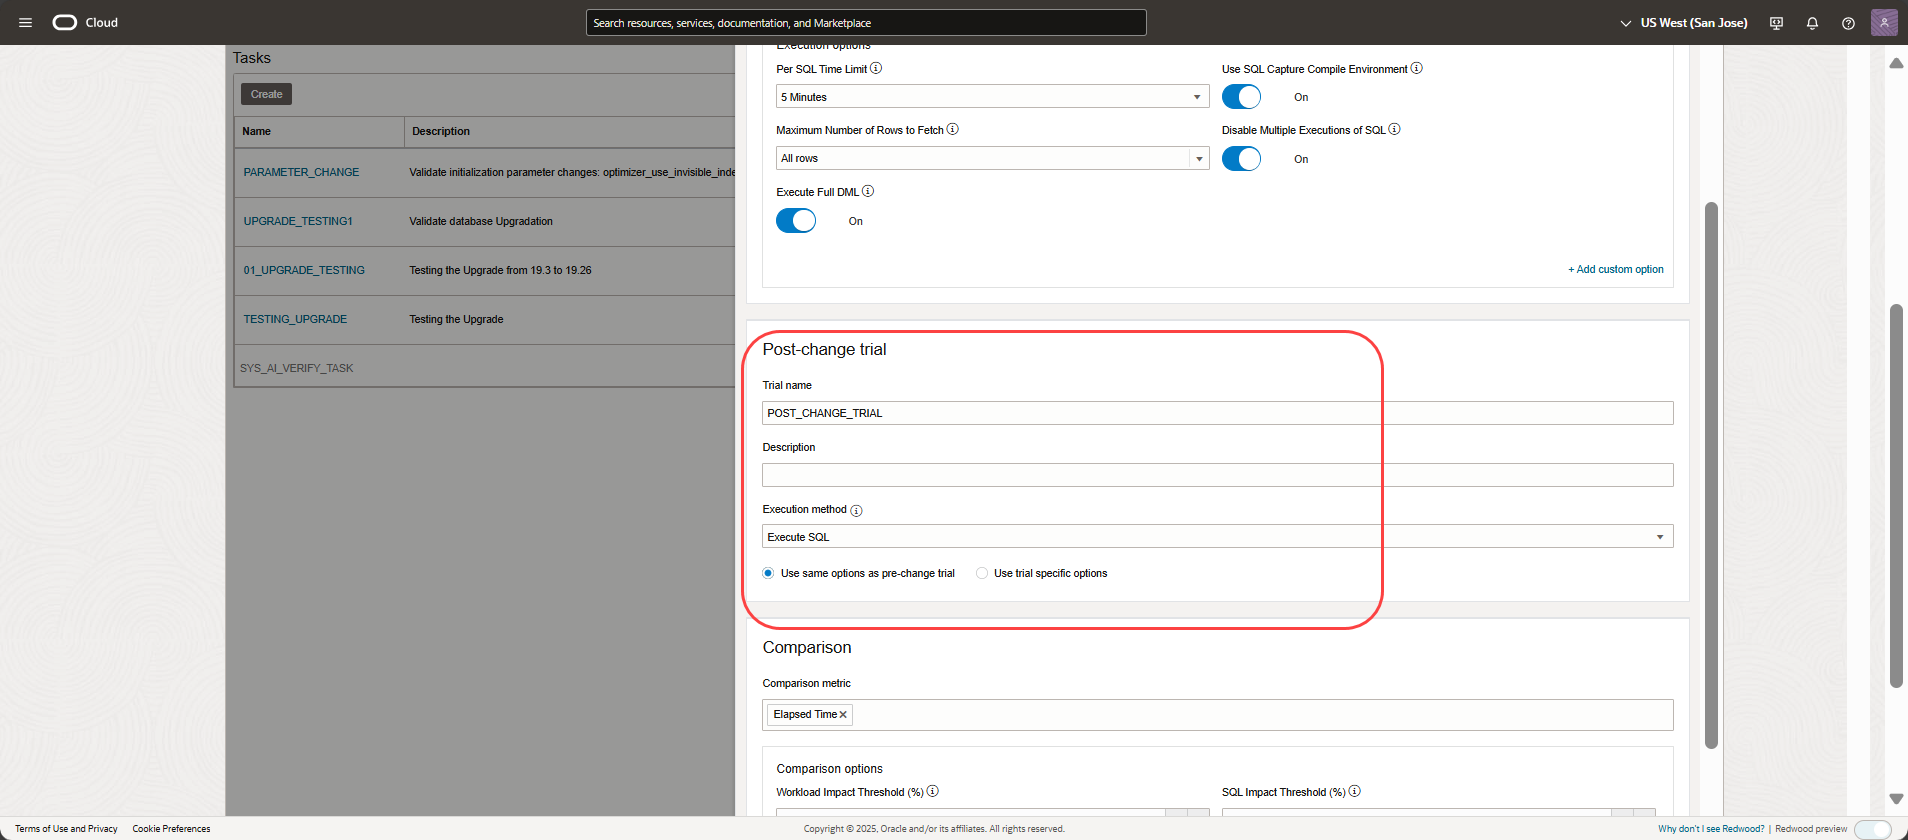 Cloud
Search resources, services, documentation, and Marketplace
US West (San Jose)
Tasks
Create
Name Description
PARAMETER_CHANGE Validate initialization parameter changes: optimizer_use_invisible_inde
UPGRADE_TESTING1 Validate database Upgradation
01_UPGRADE_TESTING Testing the Upgrade from 19.3 to 19.26
TESTING_UPGRADE Testing the Upgrade
SYS_AI_VERIFY_TASK
Execution options
Per SQL Time Limit Use SQL Capture Compile Environment
5 Minutes On
Maximum Number of Rows to Fetch Disable Multiple Executions of SQL
All rows On
Execute Full DML
On
+ Add custom option
Post-change trial
Trial name
POST_CHANGE_TRIAL
Description
Execution method
Execute SQL
Use same options as pre-change trial Use trial specific options
Comparison
Comparison metric
Elapsed Time
Comparison options
Workload Impact Threshold (%) SQL Impact Threshold (%)
Terms of Use and Privacy Cookie Preferences Copyright © 2025, Oracle and/or its affiliates. All rights reserved. Why don't I see Redwood? | Redwood preview